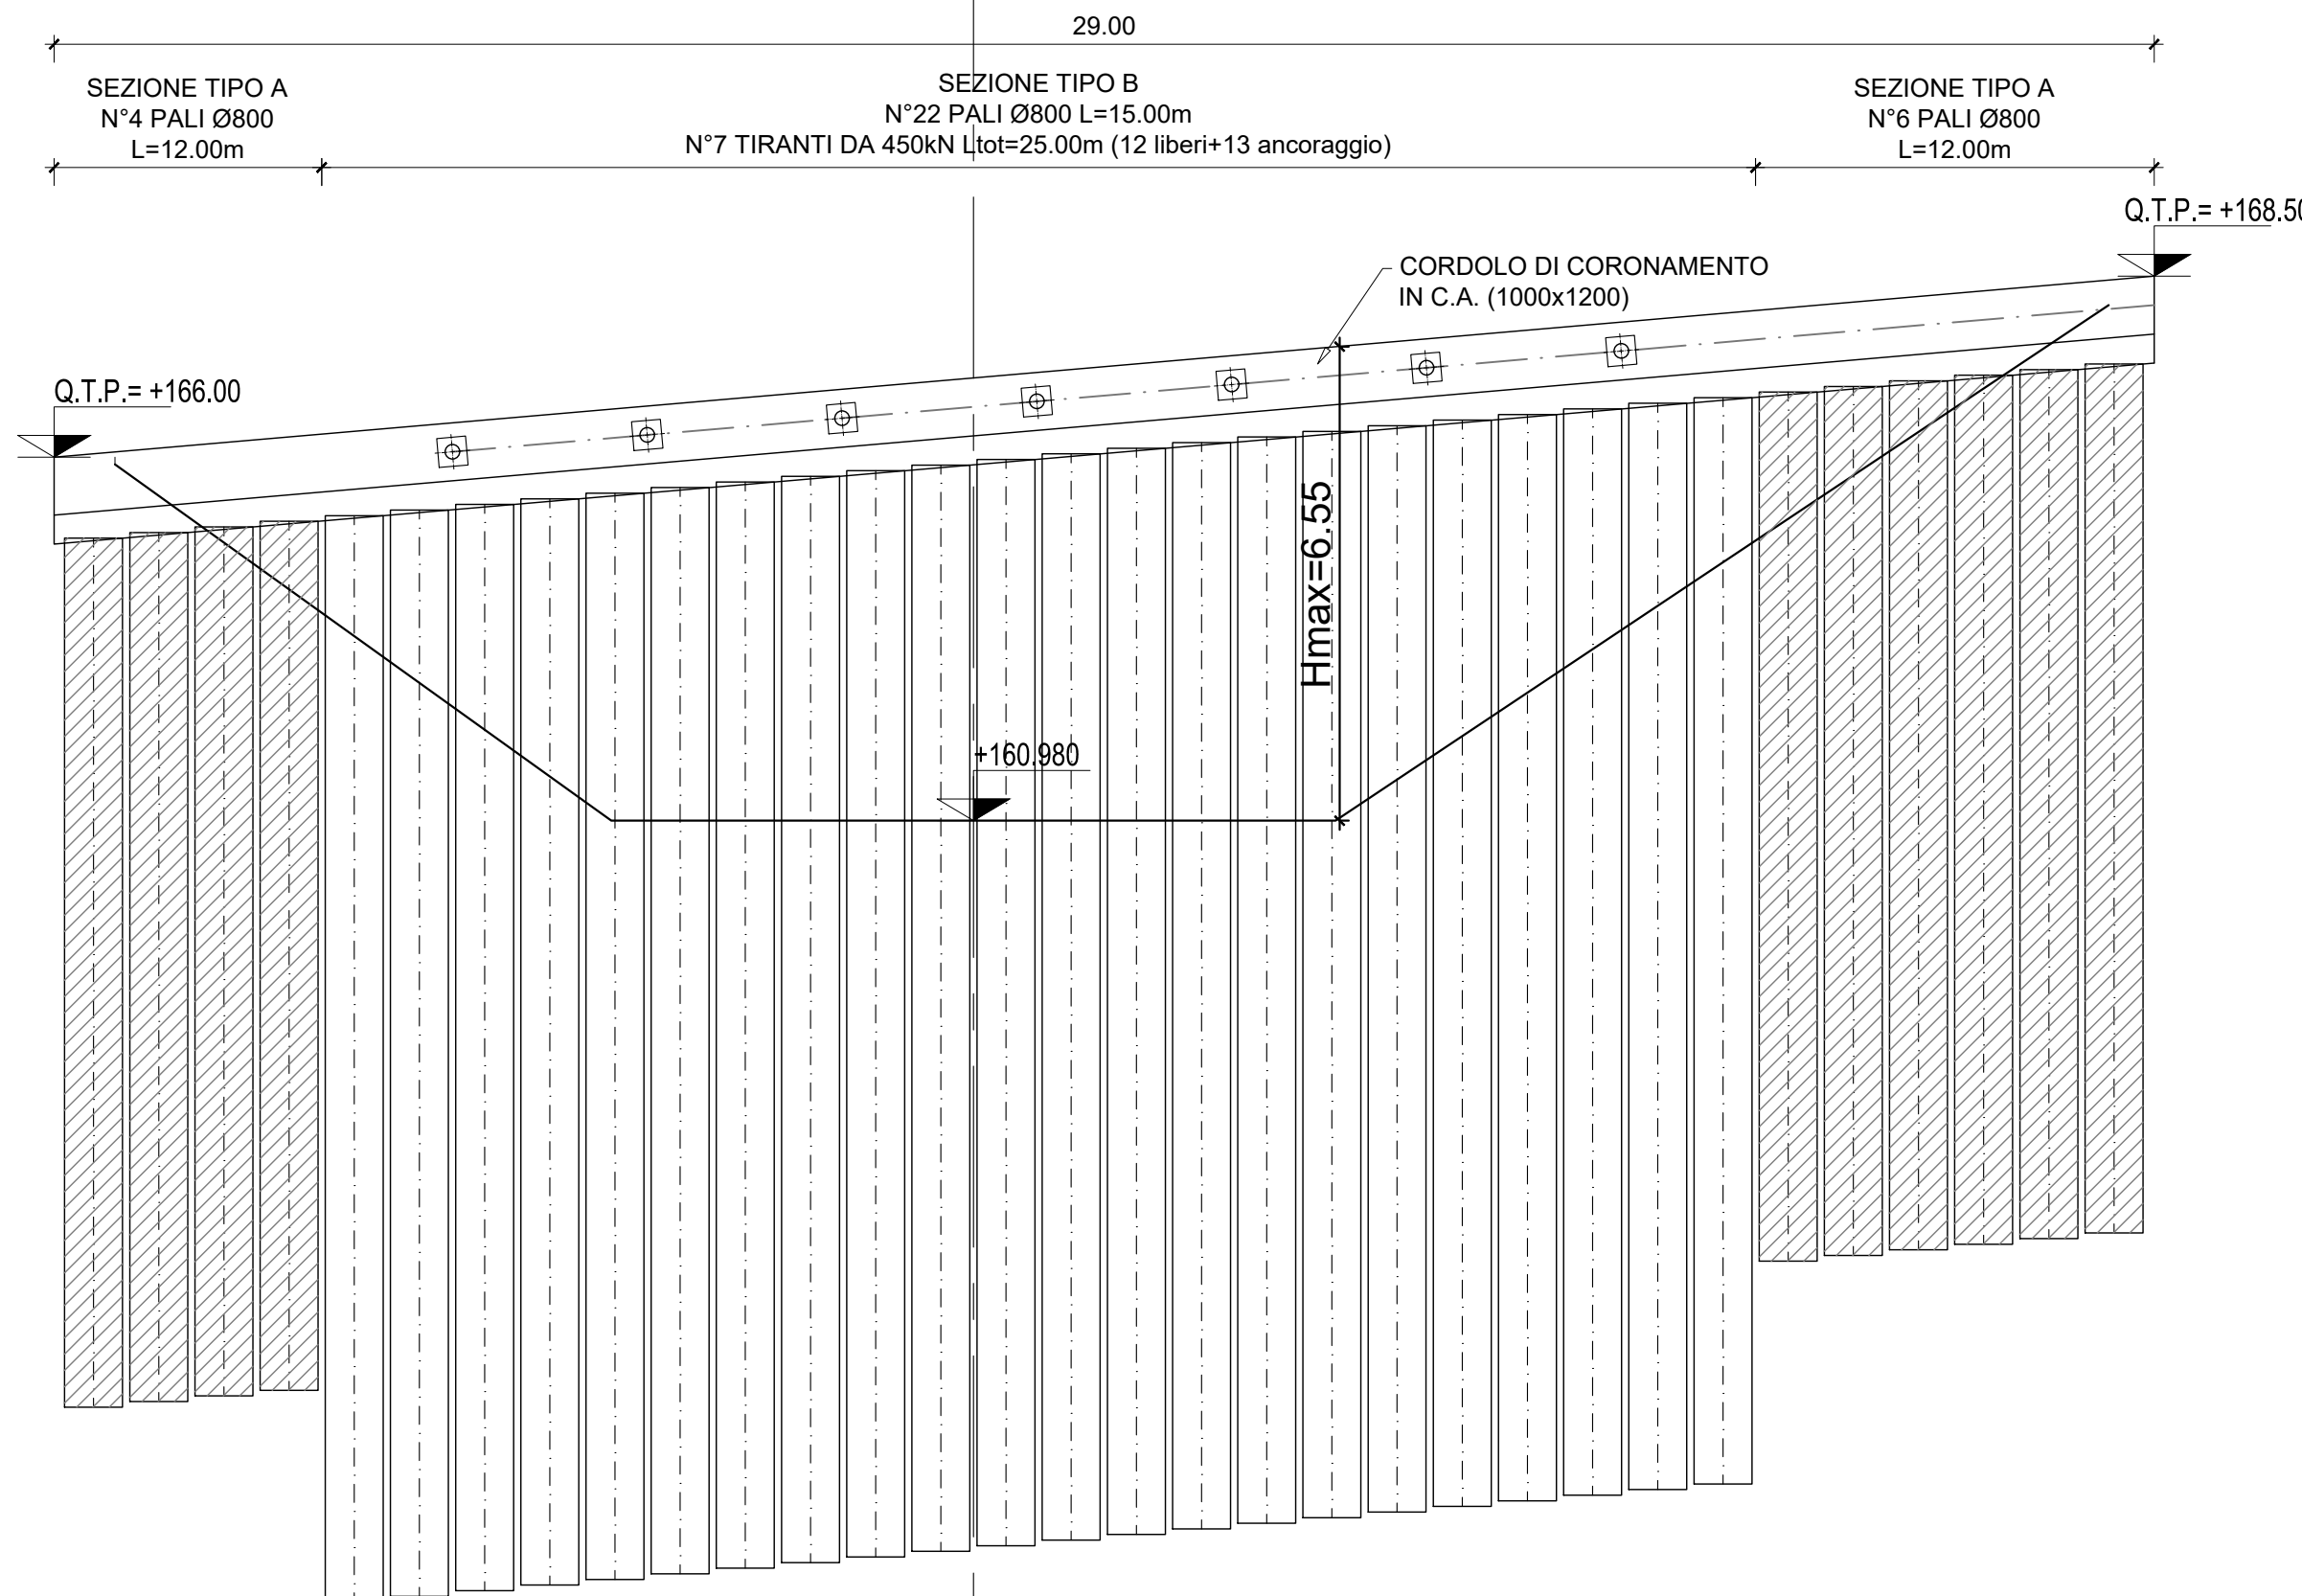 29.00
SEZIONE TIPO A
N°4 PALI Ø800
L=12.00m
SEZIONE TIPO B
N°22 PALI Ø800 L=15.00m
N°7 TIRANTI DA 450kN Ltot=25.00m (12 liberi+13 ancoraggio)
SEZIONE TIPO A
N°6 PALI Ø800
L=12.00m
Q.T.P.= +168.50
CORDOLO DI CORONAMENTO
IN C.A. (1000x1200)
Q.T.P.= +166.00
Hmax=6.55
+160.980